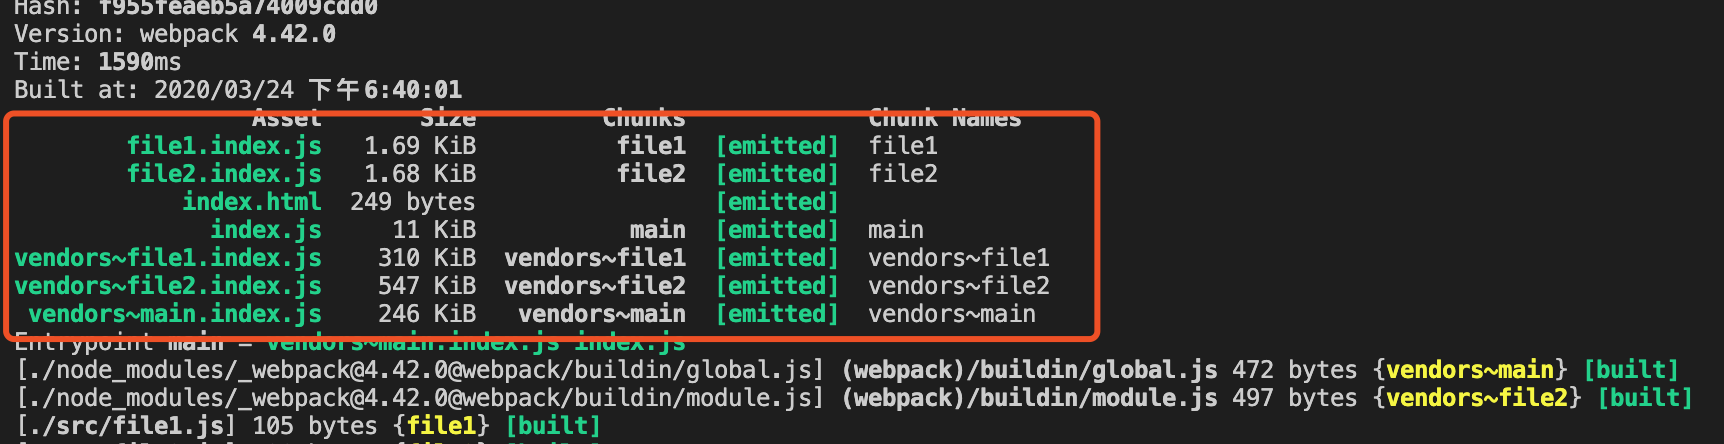 Hash: f955feaeb5a74009cdd0
Version: webpack 4.42.0
Time: 1590ms
Built at: 2020/03/24 下午6:40:01
Asset Size Chunks Chunk Names
file1.index.js 1.69 KiB file1 [emitted] file1
file2.index.js 1.68 KiB file2 [emitted] file2
index.html 249 bytes [emitted]
index.js 11 KiB main [emitted] main
vendors~file1.index.js 310 KiB vendors~file1 [emitted] vendors~file1
vendors~file2.index.js 547 KiB vendors~file2 [emitted] vendors~file2
vendors~main.index.js 246 KiB vendors~main [emitted] vendors~main
Entrypoint main = vendors~main.index.js index.js
[./node_modules/_webpack@4.42.0@webpack/buildin/global.js] (webpack)/buildin/global.js 472 bytes {vendors~main} [built]
[./node_modules/_webpack@4.42.0@webpack/buildin/module.js] (webpack)/buildin/module.js 497 bytes {vendors~file2} [built]
[./src/file1.js] 105 bytes {file1} [built]